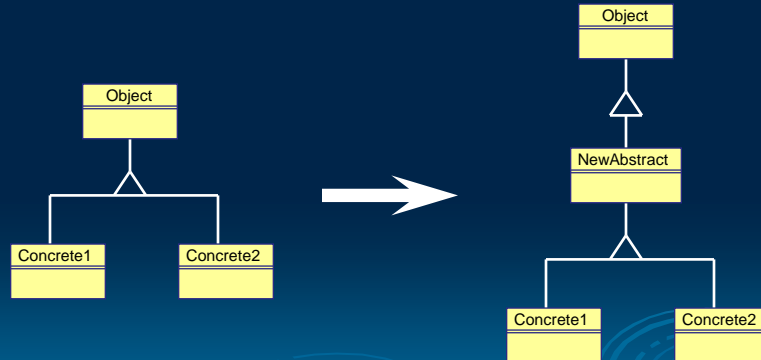 Object
Concrete1
Concrete2
Object
NewAbstract
Concrete1
Concrete2